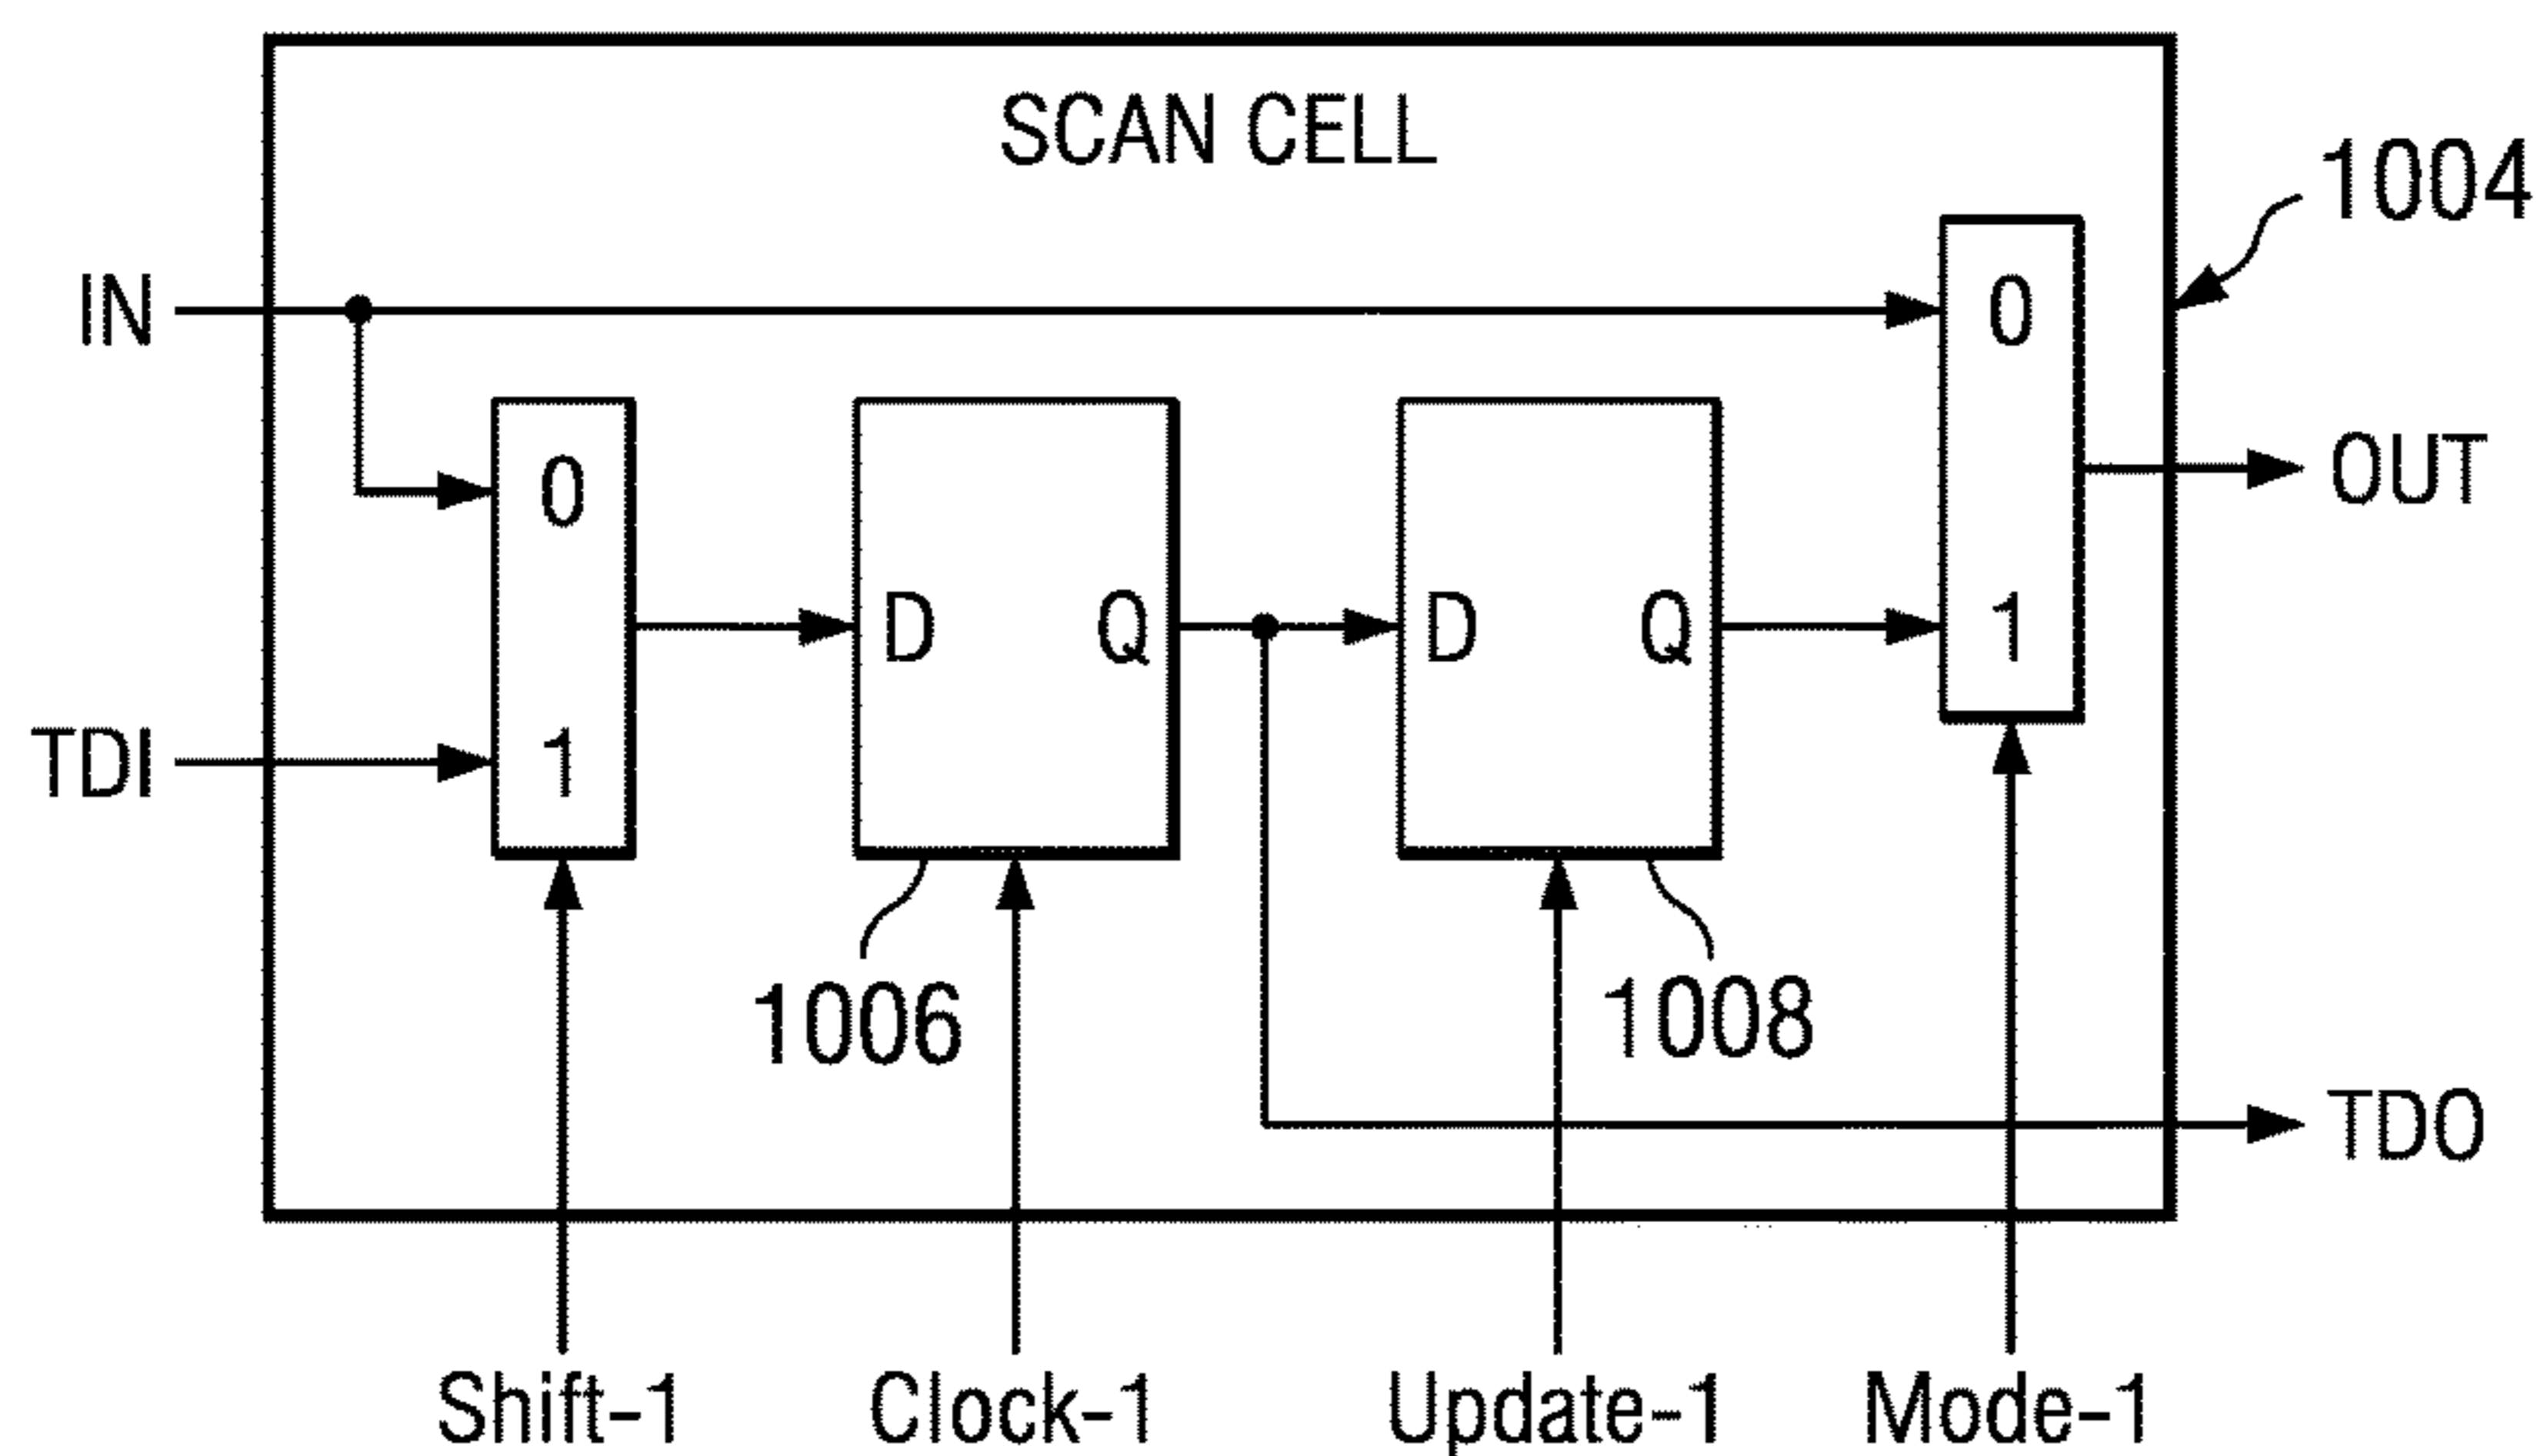 SCAN CELL
1004
IN
0
0
OUT
D Q
D Q
1
TDI
1
1006
1008
TDO
Shift-1 Clock-1 Update-1 Mode-1